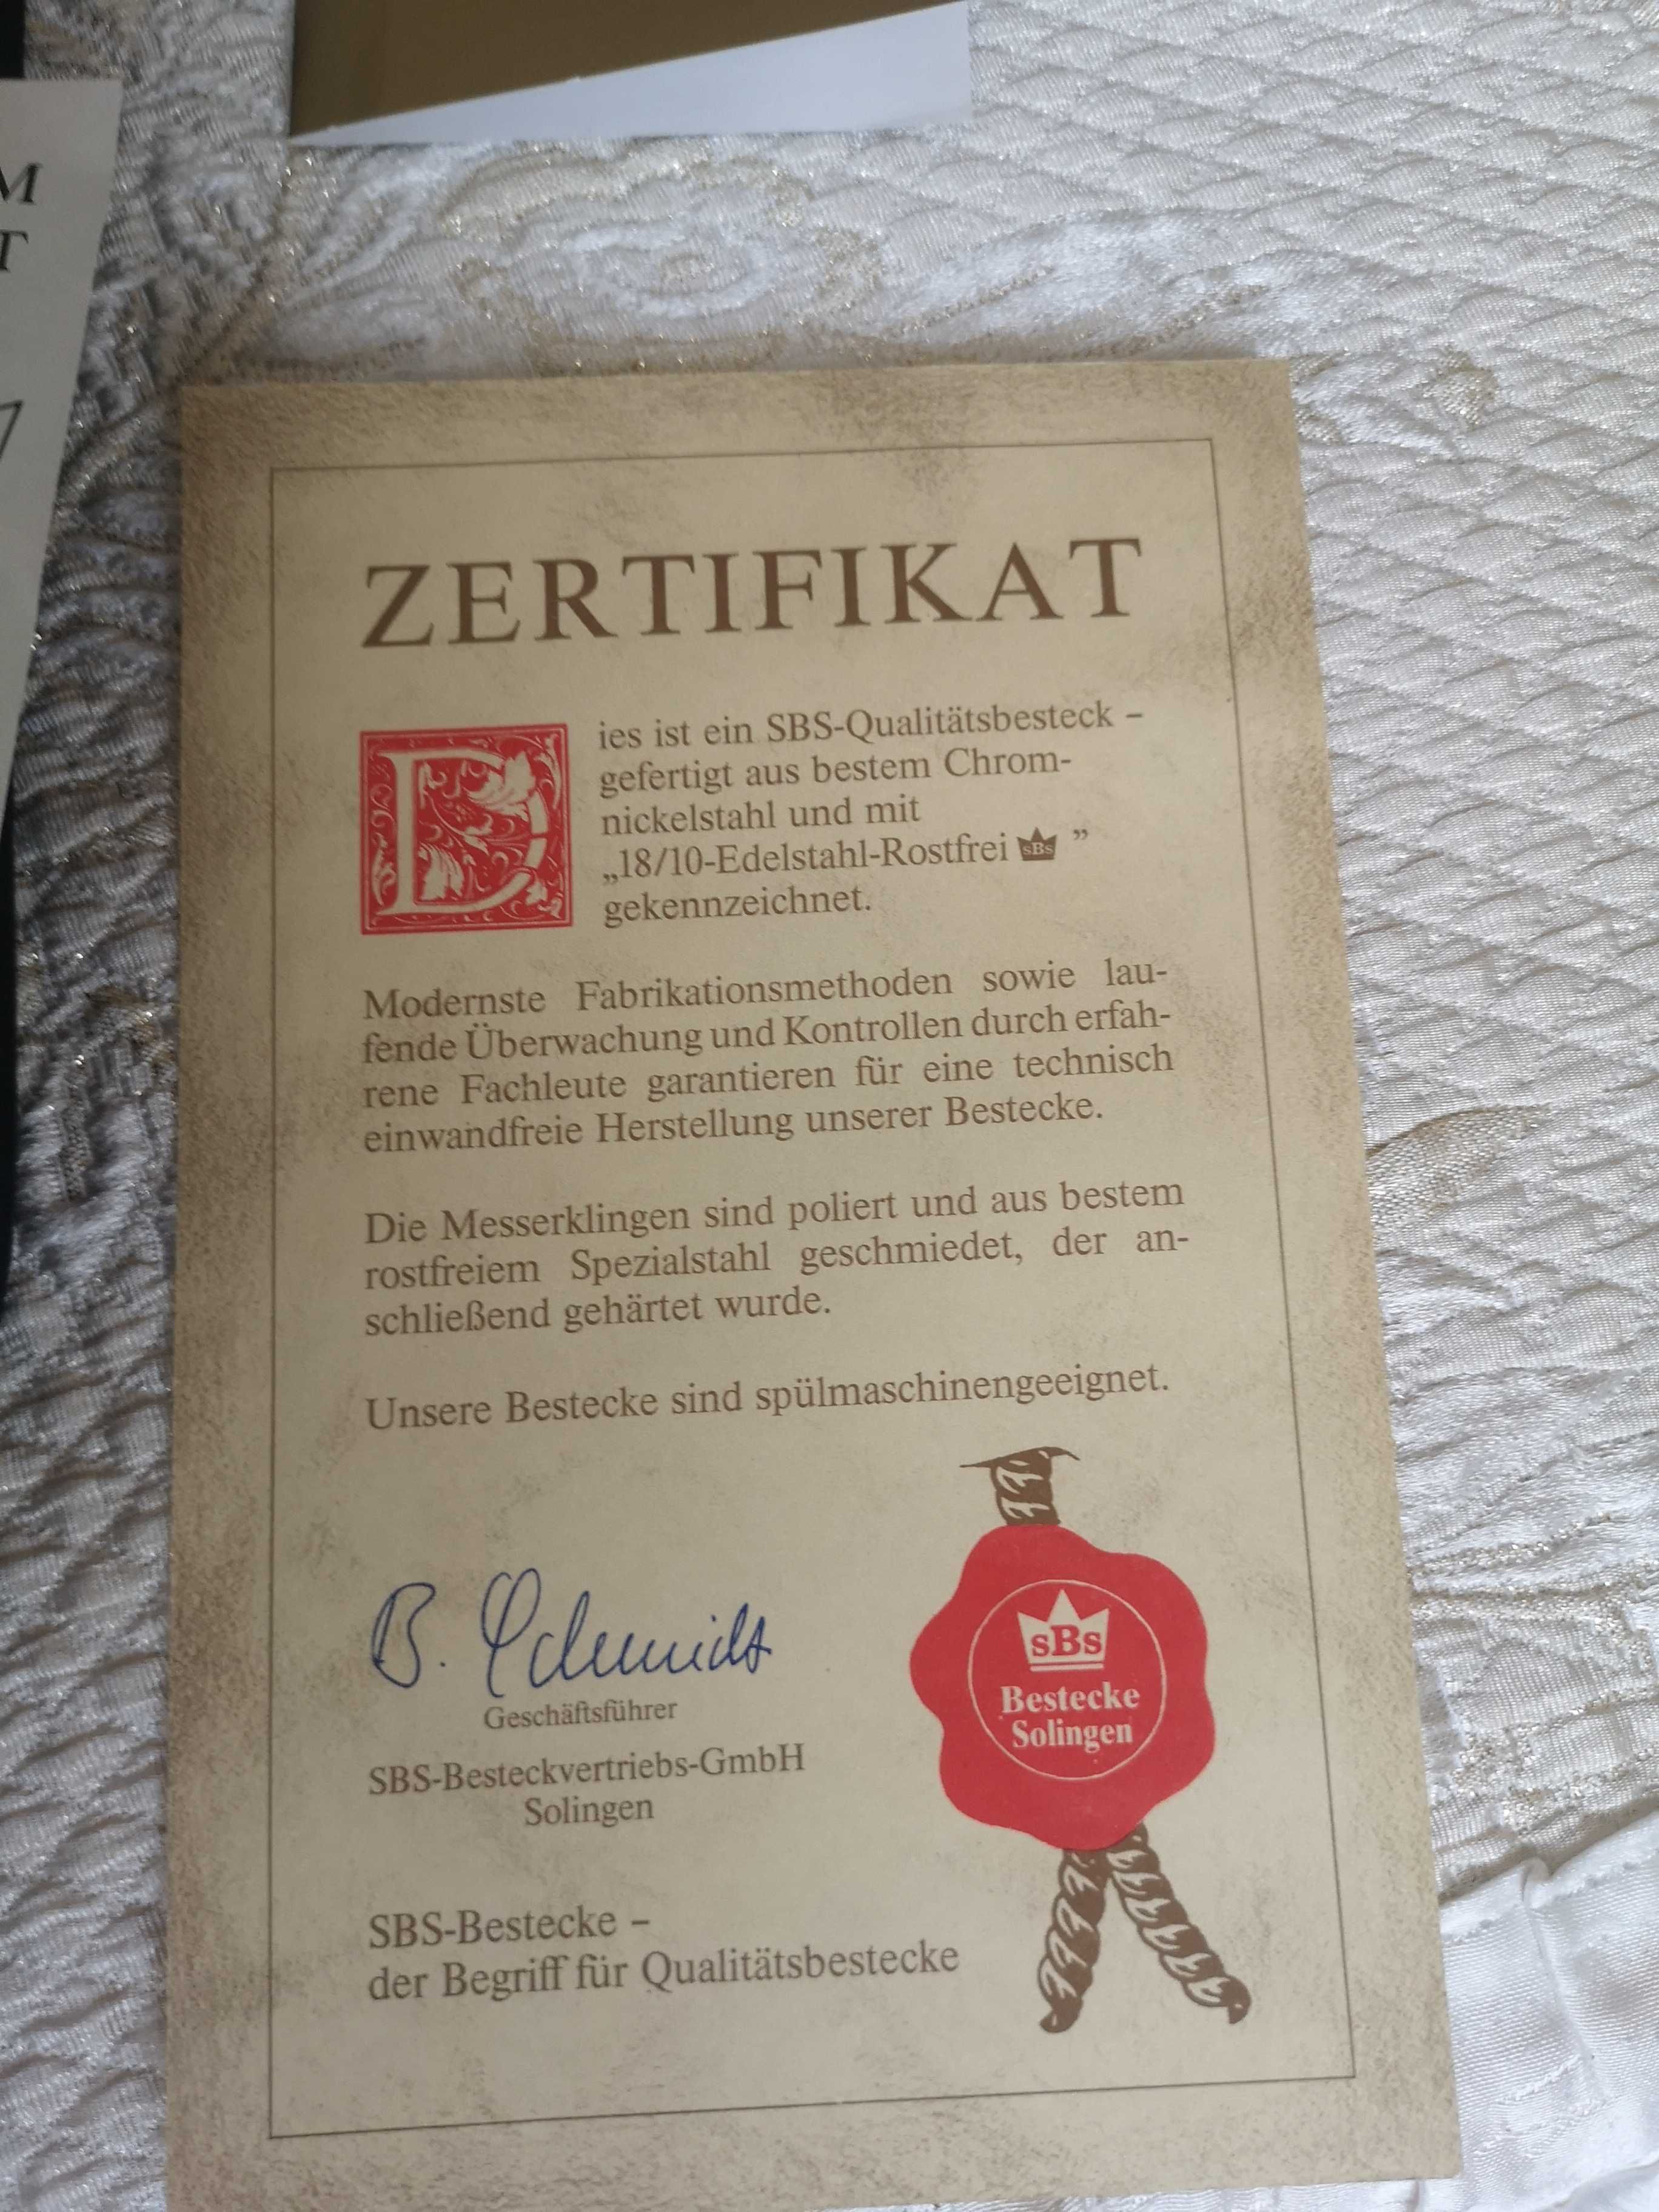 M
T
7
ZERTIFIKAT
Dies ist ein SBS-Qualitätsbesteck –
gefertigt aus bestem Chrom-
nickelstahl und mit
„18/10-Edelstahl-Rostfrei sBs ”
gekennzeichnet.
Modernste Fabrikationsmethoden sowie lau-
fende Überwachung und Kontrollen durch erfah-
rene Fachleute garantieren für eine technisch
einwandfreie Herstellung unserer Bestecke.
Die Messerklingen sind poliert und aus bestem
rostfreiem Spezialstahl geschmiedet, der an-
schließend gehärtet wurde.
Unsere Bestecke sind spülmaschinengeeignet.
B. Schmidt
Geschäftsführer
SBS-Besteckvertriebs-GmbH
Solingen
sBs
Bestecke
Solingen
SBS-Bestecke –
der Begriff für Qualitätsbestecke